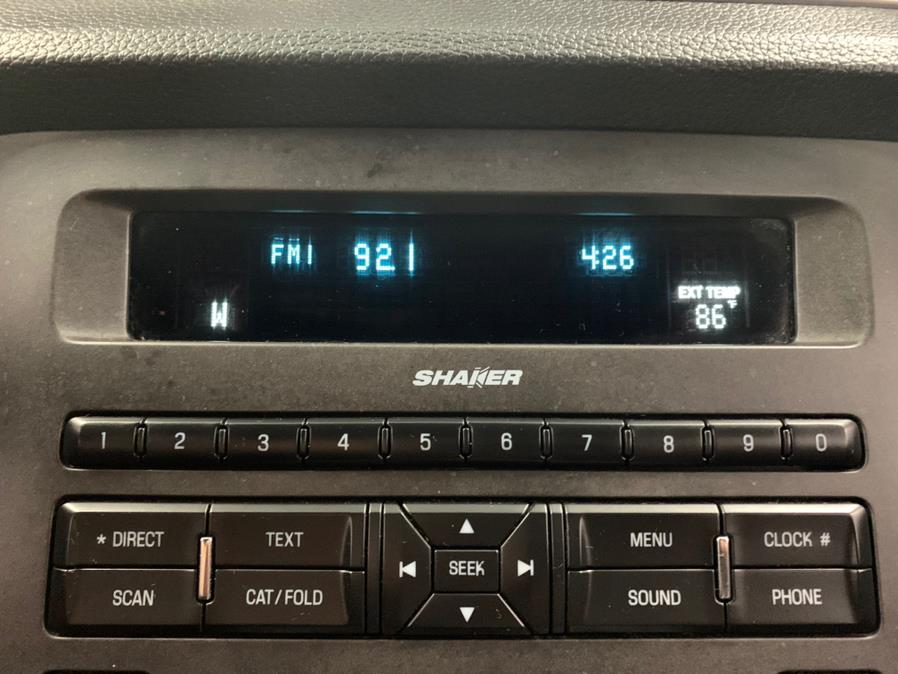 FM1 92.1 4:26
EXT TEMP
W 86 °F
SHAKER
1 2 3 4 5 6 7 8 9 0
* DIRECT TEXT MENU CLOCK #
SEEK
SCAN CAT/FOLD SOUND PHONE